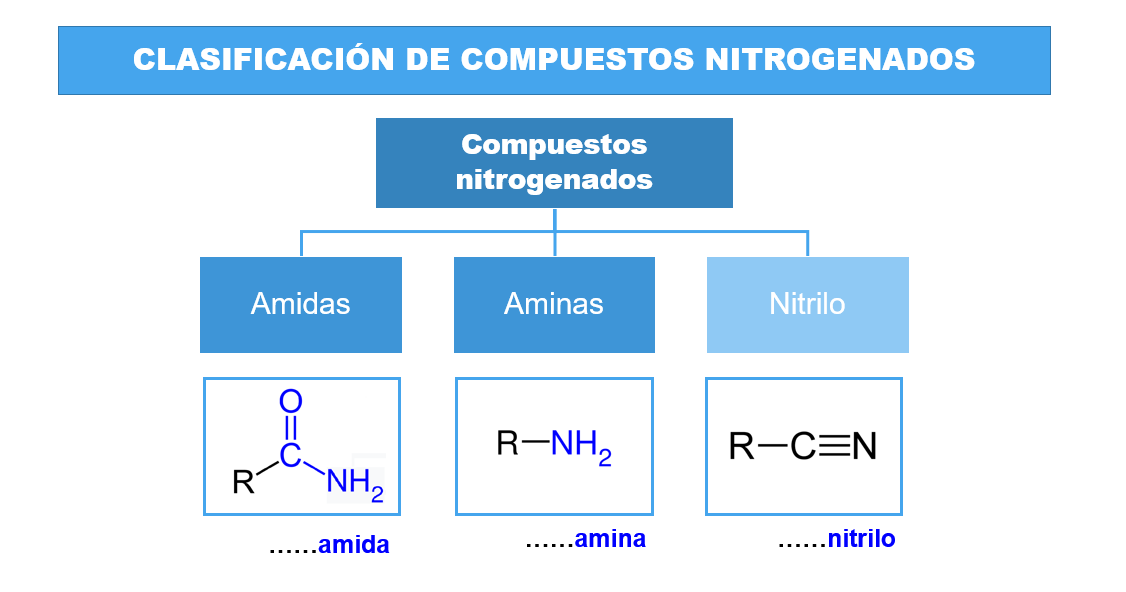 CLASIFICACIÓN DE COMPUESTOS NITROGENADOS
Compuestos
nitrogenados
Amidas
Aminas
Nitrilo
O
C
R
NH2
R—NH2
R—C≡N
......amida
......amina
......nitrilo